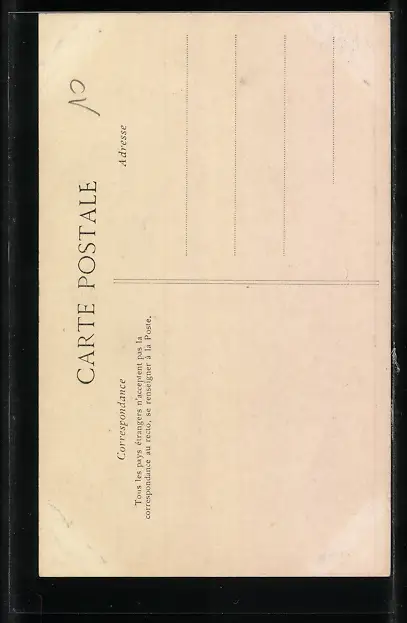 CARTE POSTALE
Correspondance
Tous les pays étrangers n'acceptent pas la
correspondance au recto, se renseigner à la Poste.
Adresse